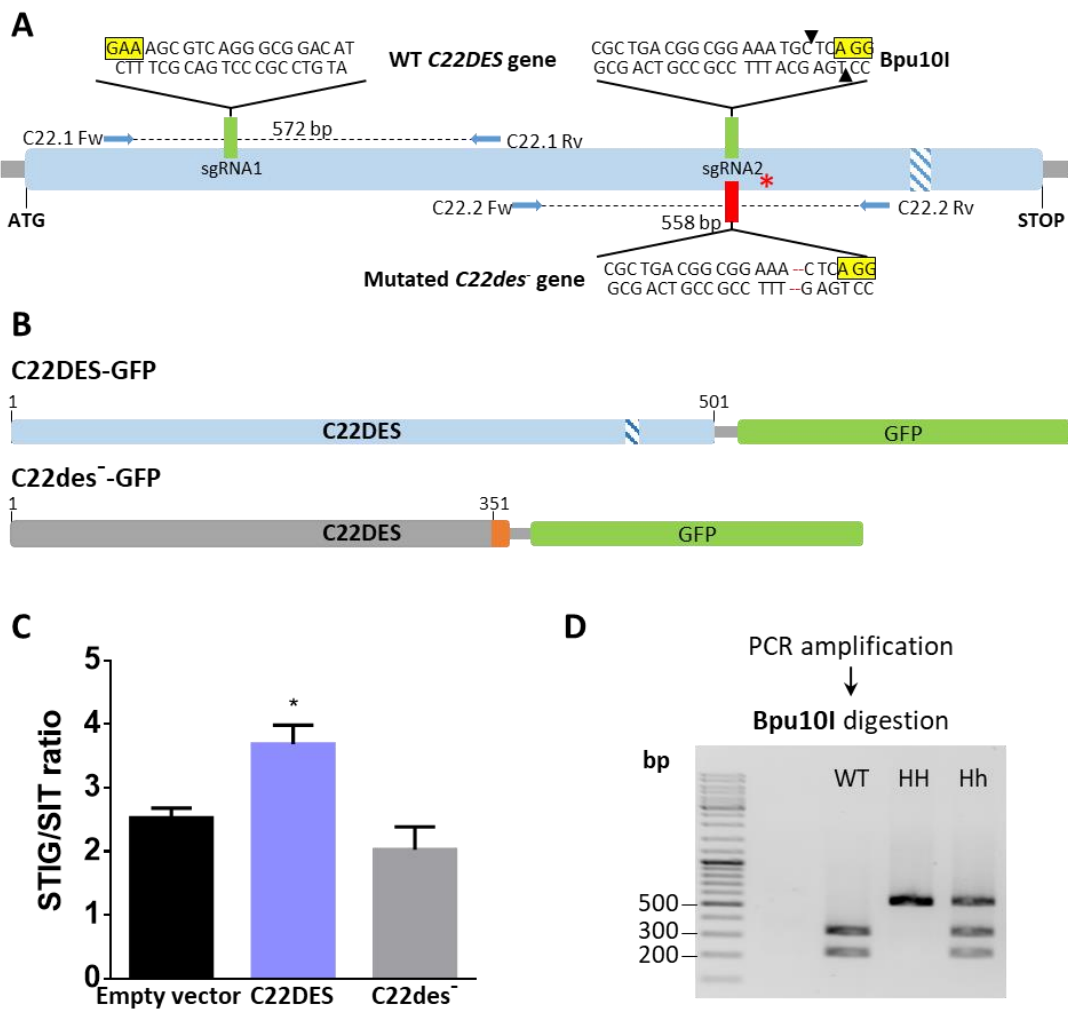 A
GAA AGC GTC AGG GCG GAC AT
CTT TCG CAG TCC CGC CTG TA
WT C22DES gene
CGC TGA CGG CGG AAA TGC TCA GG
GCG ACT GCC GCC TTT ACG AGT CC
Bpu10I
C22.1 Fw
572 bp
C22.1 Rv
sgRNA1
sgRNA2
*
ATG
C22.2 Fw
C22.2 Rv
STOP
558 bp
Mutated C22des⁻ gene
CGC TGA CGG CGG AAA --C TCA GG
GCG ACT GCC GCC TTT --G AGT CC
B
C22DES-GFP
1
501
C22DES
GFP
C22des⁻-GFP
1
351
C22DES
GFP
C
STIG/SIT ratio
5
4
3
2
1
0
*
Empty vector
C22DES
C22des⁻
D
PCR amplification
Bpu10I digestion
bp
WT HH Hh
500
300
200